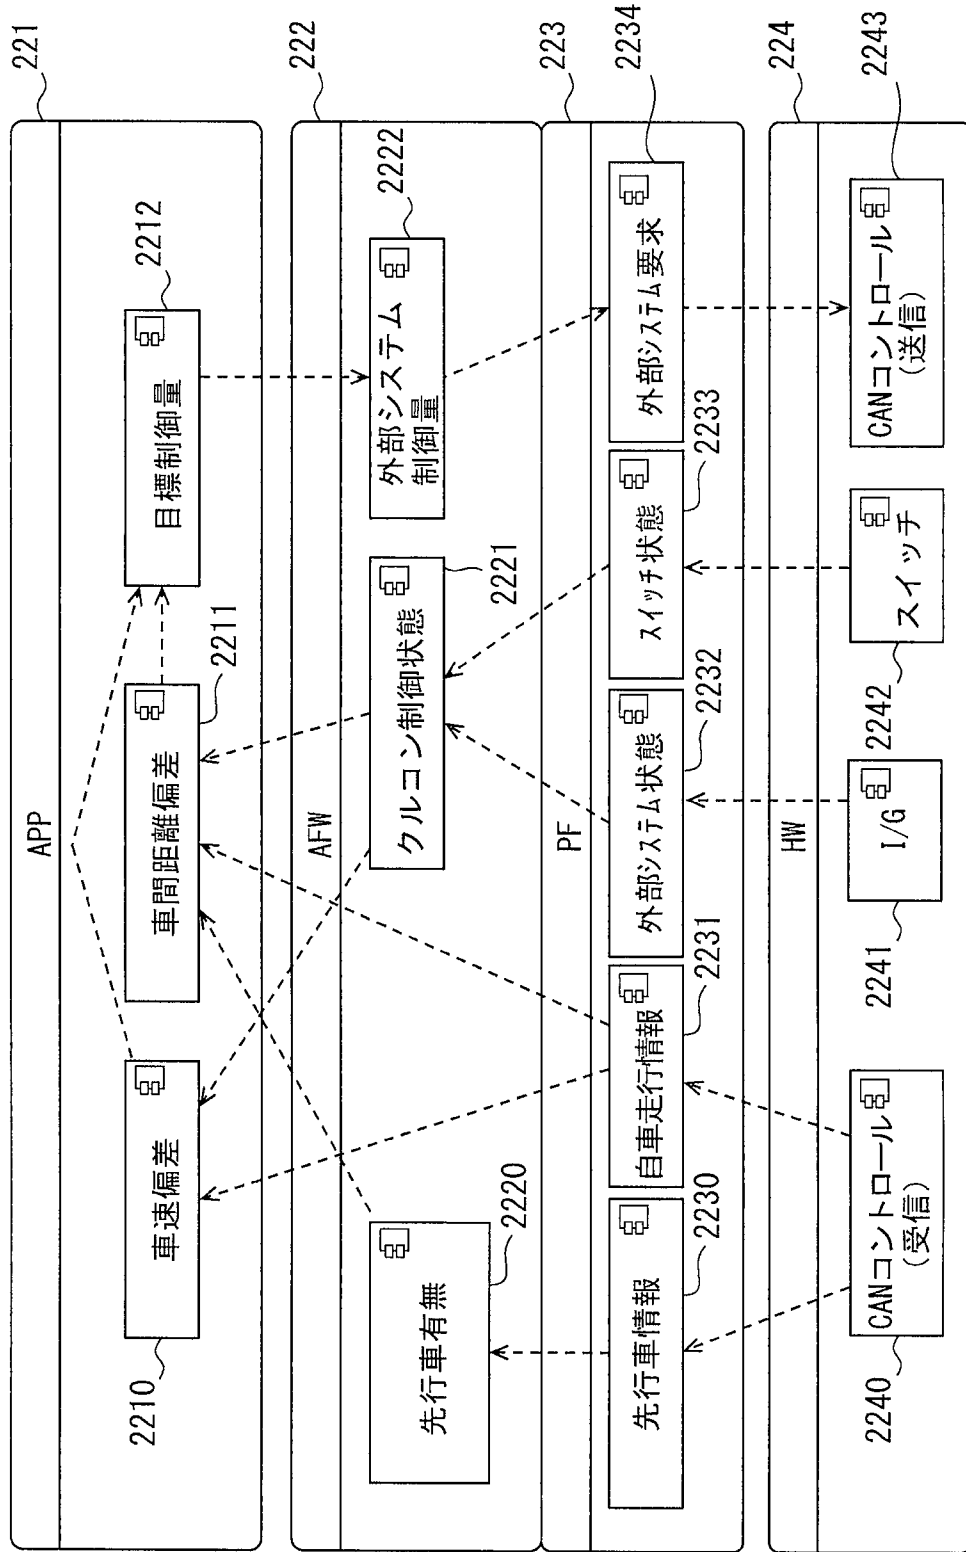 APP
221
車速偏差
2210
車間距離偏差
2211
目標制御量
2212
AFW
222
先行車有無
2220
クルコン制御状態
2221
外部システム
制御量
2222
PF
223
先行車情報
2230
自車走行情報
2231
外部システム状態
2232
スイッチ状態
2233
外部システム要求
2234
HW
224
CANコントロール
(受信)
2240
I/G
2241
スイッチ
2242
CANコントロール
(送信)
2243